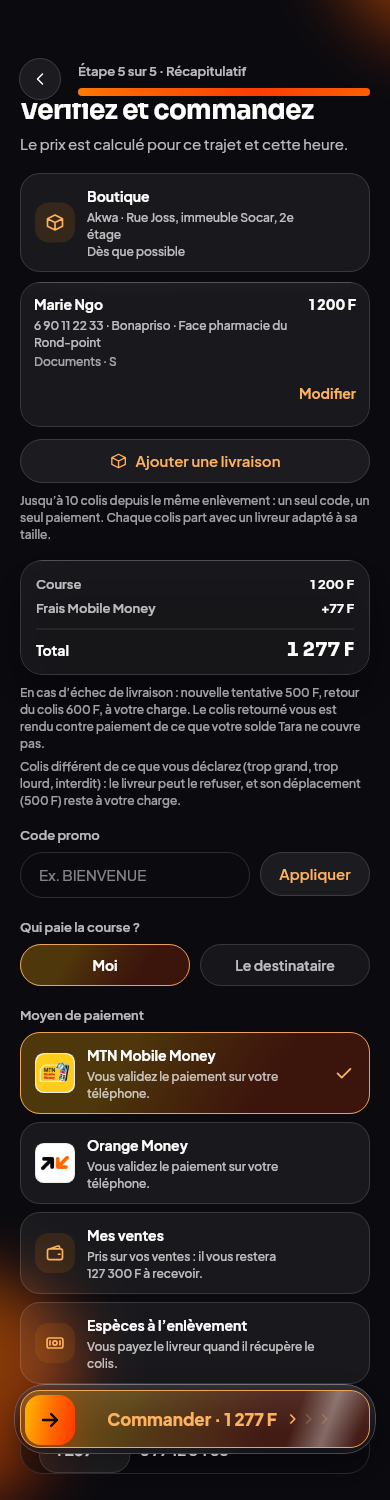 Étape 5 sur 5 · Récapitulatif
Vérifiez et commandez
Le prix est calculé pour ce trajet et cette heure.
Boutique
Akwa · Rue Joss, immeuble Socar, 2e
étage
Dès que possible
Marie Ngo 1 200 F
6 90 11 22 33 · Bonapriso · Face pharmacie du
Rond-point
Documents · S
Modifier
Ajouter une livraison
Jusqu'à 10 colis depuis le même enlèvement : un seul code, un
seul paiement. Chaque colis part avec un livreur adapté à sa
taille.
Course 1 200 F
Frais Mobile Money +77 F
Total 1 277 F
En cas d'échec de livraison : nouvelle tentative 500 F, retour
du colis 600 F, à votre charge. Le colis retourné vous est
rendu contre paiement de ce que votre solde Tara ne couvre
pas.
Colis différent de ce que vous déclarez (trop grand, trop
lourd, interdit) : le livreur peut le refuser, et son déplacement
(500 F) reste à votre charge.
Code promo
Ex. BIENVENUE Appliquer
Qui paie la course ?
Moi Le destinataire
Moyen de paiement
MTN Mobile Money
Vous validez le paiement sur votre
téléphone.
Orange Money
Vous validez le paiement sur votre
téléphone.
Mes ventes
Pris sur vos ventes : il vous restera
127 300 F à recevoir.
Espèces à l'enlèvement
Vous payez le livreur quand il récupère le
colis.
Commander · 1 277 F